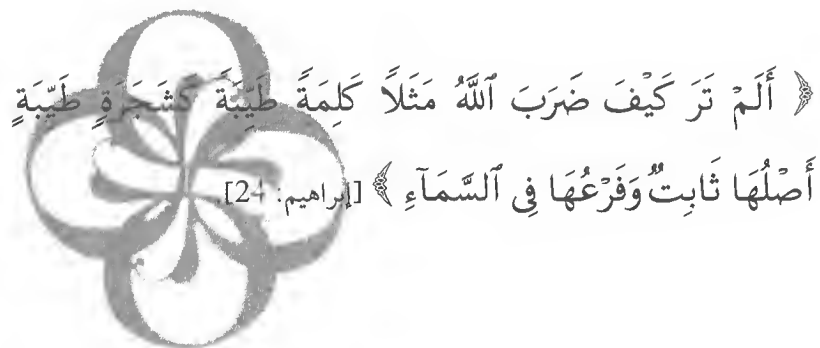 ﴿ أَلَمْ تَرَ كَيْفَ ضَرَبَ ٱللَّهُ مَثَلًا كَلِمَةً طَيِّبَةً كَشَجَرَةٍ طَيِّبَةٍ
أَصْلُهَا ثَابِتٌ وَفَرْعُهَا فِى ٱلسَّمَآءِ ﴾ [إبراهيم: 24].